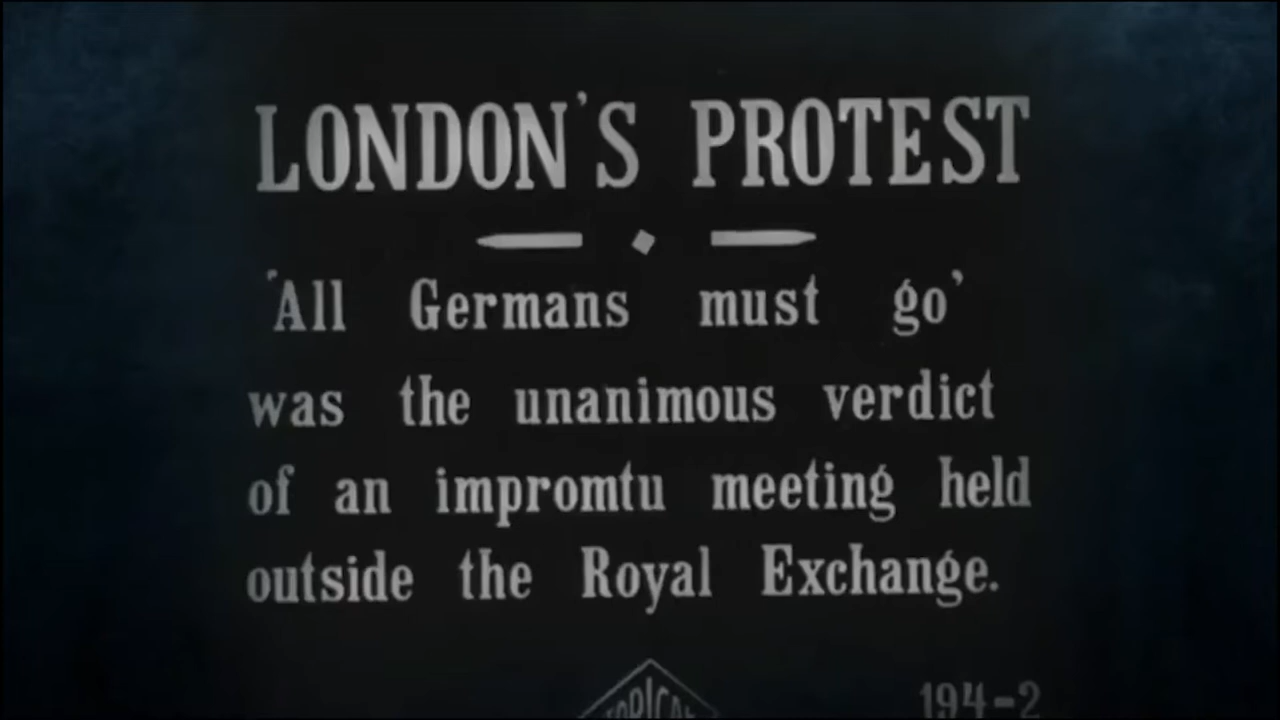 LONDON'S PROTEST
'All Germans must go'
was the unanimous verdict
of an impromtu meeting held
outside the Royal Exchange.
TOPICAL
194-2